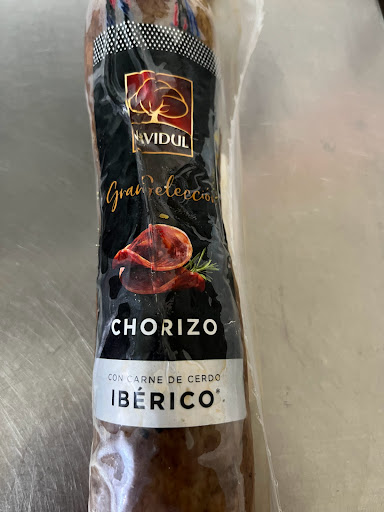 NAVIDUL
Gran Selección
CHORIZO
CON CARNE DE CERDO
IBÉRICO*